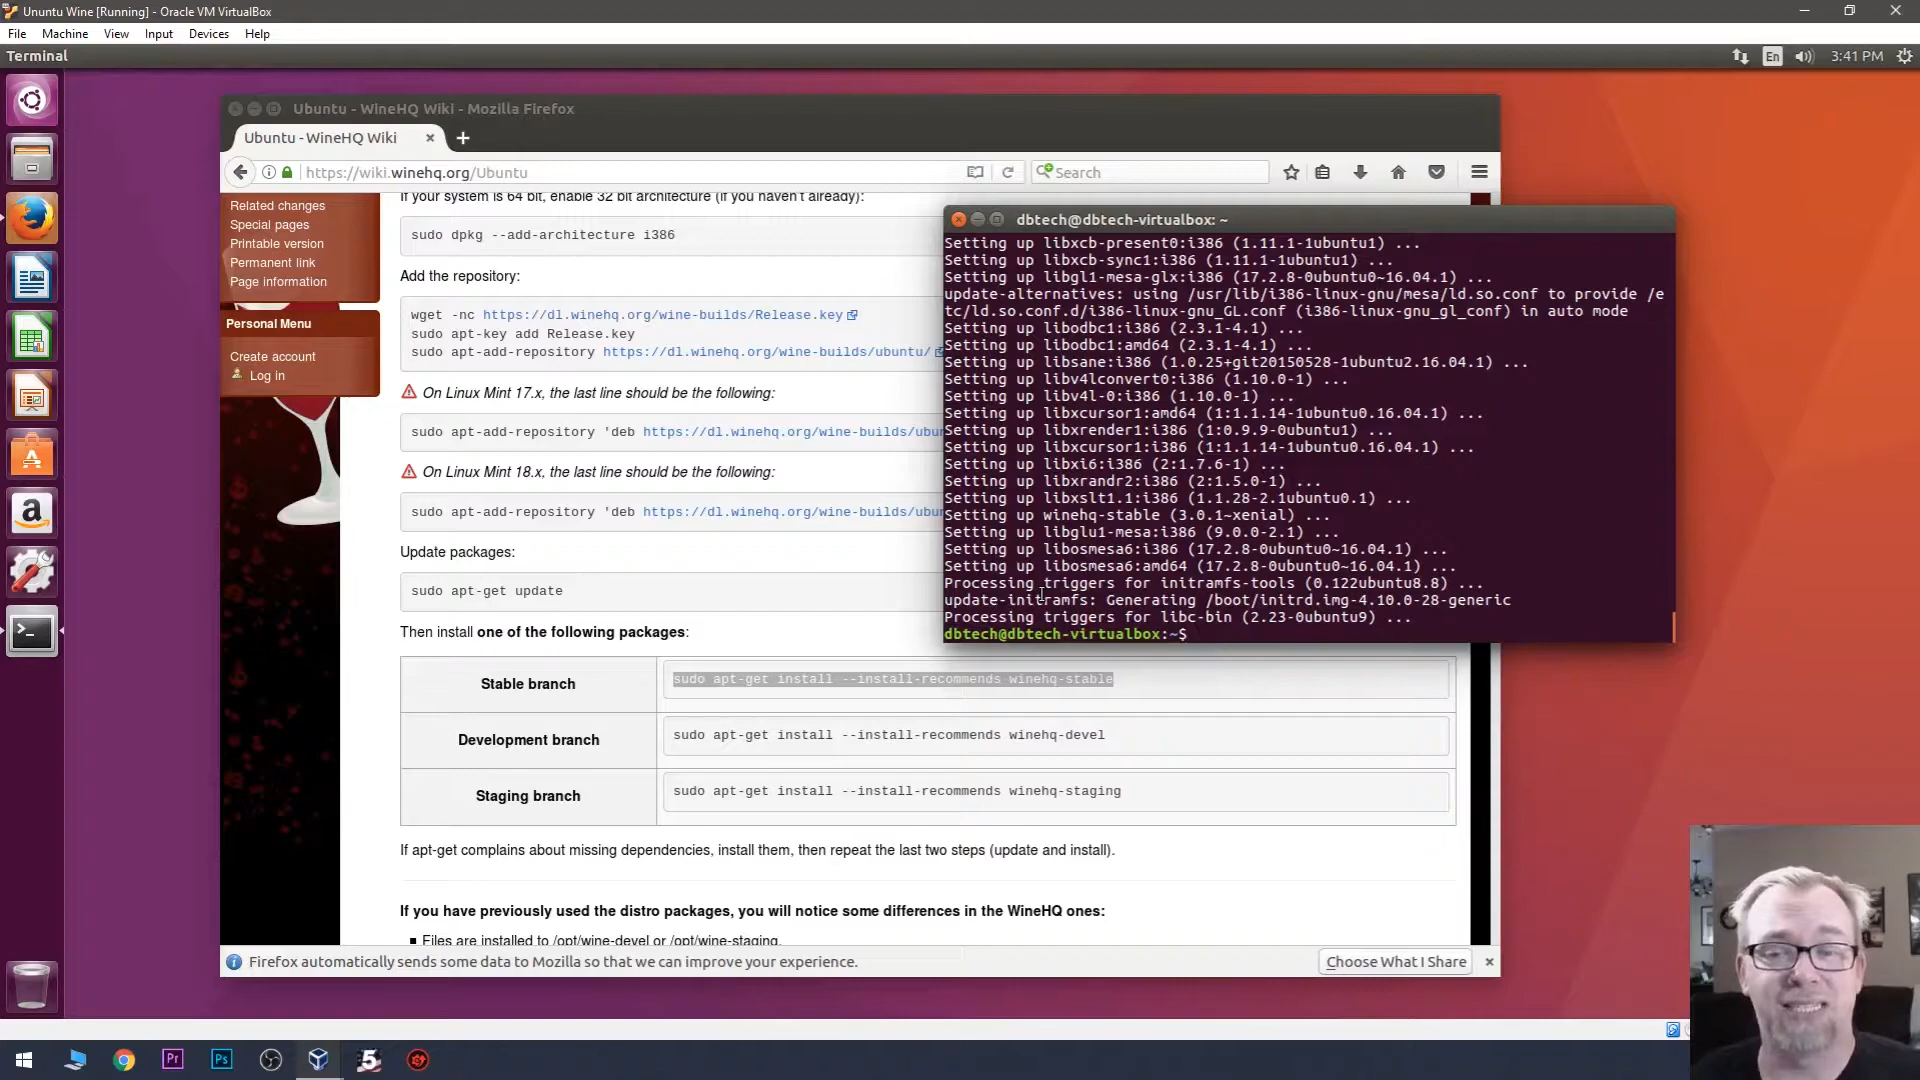 Ununtu Wine [Running] - Oracle VM VirtualBox
File Machine View Input Devices Help
Terminal
En
3:41 PM
Ubuntu - WineHQ Wiki - Mozilla Firefox
Ubuntu - WineHQ Wiki
https://wiki.winehq.org/Ubuntu
Search
Related changes
Special pages
Printable version
Permanent link
Page information
Personal Menu
Create account
Log in
If your system is 64 bit, enable 32 bit architecture (if you haven't already):
sudo dpkg --add-architecture i386
Add the repository:
wget -nc https://dl.winehq.org/wine-builds/Release.key
sudo apt-key add Release.key
sudo apt-add-repository https://dl.winehq.org/wine-builds/ubuntu/
On Linux Mint 17.x, the last line should be the following:
sudo apt-add-repository 'deb https://dl.winehq.org/wine-builds/ubu
On Linux Mint 18.x, the last line should be the following:
sudo apt-add-repository 'deb https://dl.winehq.org/wine-builds/ubu
Update packages:
sudo apt-get update
Then install one of the following packages:
Stable branch
sudo apt-get install --install-recommends winehq-stable
Development branch
sudo apt-get install --install-recommends winehq-devel
Staging branch
sudo apt-get install --install-recommends winehq-staging
If apt-get complains about missing dependencies, install them, then repeat the last two steps (update and install).
If you have previously used the distro packages, you will notice some differences in the WineHQ ones:
Files are installed to /opt/wine-devel or /opt/wine-staging.
Firefox automatically sends some data to Mozilla so that we can improve your experience.
Choose What I Share
dbtech@dbtech-virtualbox: ~
Setting up libxcb-present0:i386 (1.11.1-1ubuntu1) ...
Setting up libxcb-sync1:i386 (1.11.1-1ubuntu1) ...
Setting up libgl1-mesa-glx:i386 (17.2.8-0ubuntu0~16.04.1) ...
update-alternatives: using /usr/lib/i386-linux-gnu/mesa/ld.so.conf to provide /e
tc/ld.so.conf.d/i386-linux-gnu_GL.conf (i386-linux-gnu_gl_conf) in auto mode
Setting up libodbc1:i386 (2.3.1-4.1) ...
Setting up libodbc1:amd64 (2.3.1-4.1) ...
Setting up libsane:i386 (1.0.25+git20150528-1ubuntu2.16.04.1) ...
Setting up libv4lconvert0:i386 (1.10.0-1) ...
Setting up libv4l-0:i386 (1.10.0-1) ...
Setting up libxcursor1:amd64 (1:1.1.14-1ubuntu0.16.04.1) ...
Setting up libxrender1:i386 (1:0.9.9-0ubuntu1) ...
Setting up libxcursor1:i386 (1:1.1.14-1ubuntu0.16.04.1) ...
Setting up libxi6:i386 (2:1.7.6-1) ...
Setting up libxrandr2:i386 (2:1.5.0-1) ...
Setting up libxslt1.1:i386 (1.1.28-2.1ubuntu0.1) ...
Setting up winehq-stable (3.0.1~xenial) ...
Setting up libglu1-mesa:i386 (9.0.0-2.1) ...
Setting up libosmesa6:i386 (17.2.8-0ubuntu0~16.04.1) ...
Setting up libosmesa6:amd64 (17.2.8-0ubuntu0~16.04.1) ...
Processing triggers for initramfs-tools (0.122ubuntu8.8) ...
update-initramfs: Generating /boot/initrd.img-4.10.0-28-generic
Processing triggers for libc-bin (2.23-0ubuntu9) ...
dbtech@dbtech-virtualbox:~$
a
Pr
Ps
5